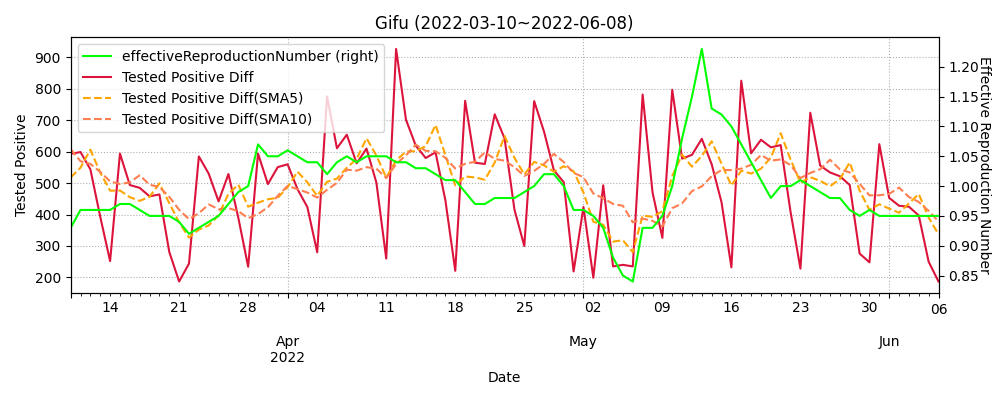 Gifu (2022-03-10~2022-06-08)
effectiveReproductionNumber (right)
Tested Positive Diff
Tested Positive Diff(SMA5)
Tested Positive Diff(SMA10)
Tested Positive
900
800
700
600
500
400
300
200
1.20
1.15
1.10
1.05
1.00
0.95
0.90
0.85
Effective Reproduction Number
14 21 28 04 11 18 25 02 09 16 23 30 06
Apr May Jun
2022
Date